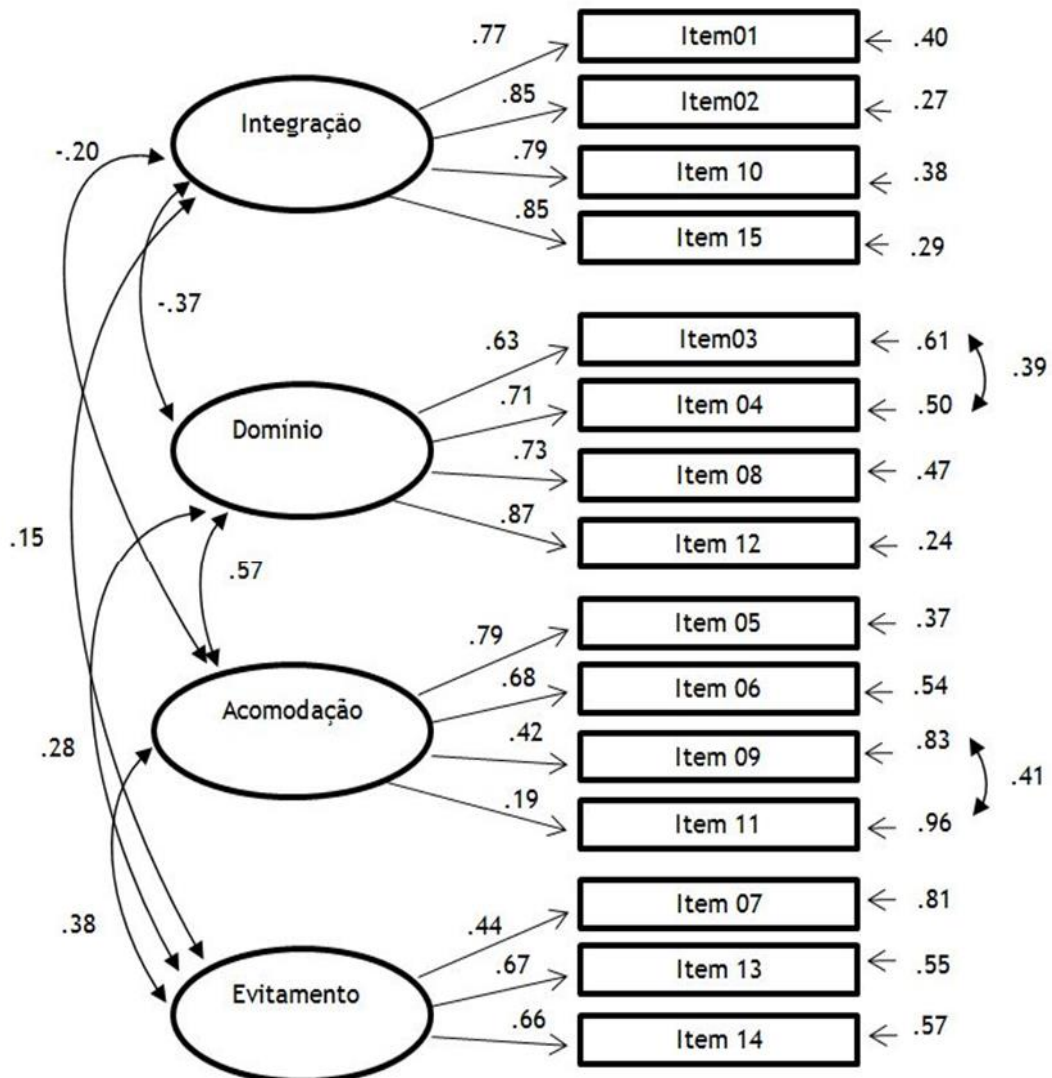 .77
Item01
.40
Integração
.85
Item02
.27
-.20
.79
Item 10
.38
.85
Item 15
.29
-.37
.63
Item03
.61
.39
.71
Item 04
.50
Domínio
.73
Item 08
.47
.15
.87
Item 12
.24
.57
.79
Item 05
.37
.68
Item 06
.54
Acomodação
.42
Item 09
.83
.28
.41
.19
Item 11
.96
.38
.44
Item 07
.81
.67
Item 13
.55
Evitamento
.66
Item 14
.57